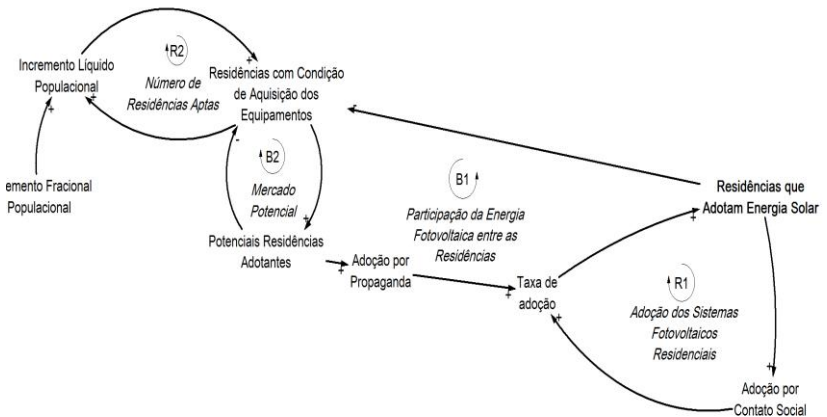 R2
Incremento Líquido
Populacional
Número de
Residências Aptas
Residências com Condição
de Aquisição dos
Equipamentos
+
+
+
-
-
B2
Mercado
Potencial
B1
emento Fracional
Populacional
Participação da Energia
Fotovoltaica entre as
Residências
Residências que
Adotam Energia Solar
+
+
Potenciais Residências
Adotantes
+
Adoção por
Propaganda
+
Taxa de
adoção
+
R1
Adoção dos Sistemas
Fotovoltaicos
Residenciais
+
Adoção por
Contato Social